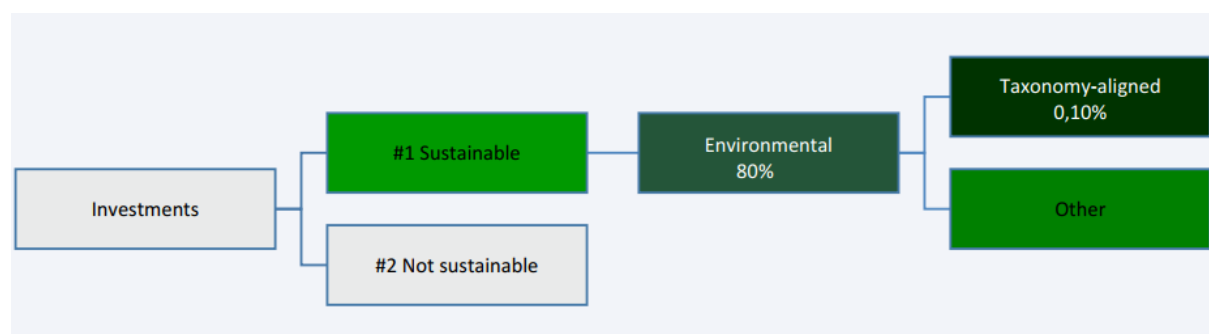 Investments
#1 Sustainable
#2 Not sustainable
Environmental
80%
Taxonomy-aligned
0,10%
Other